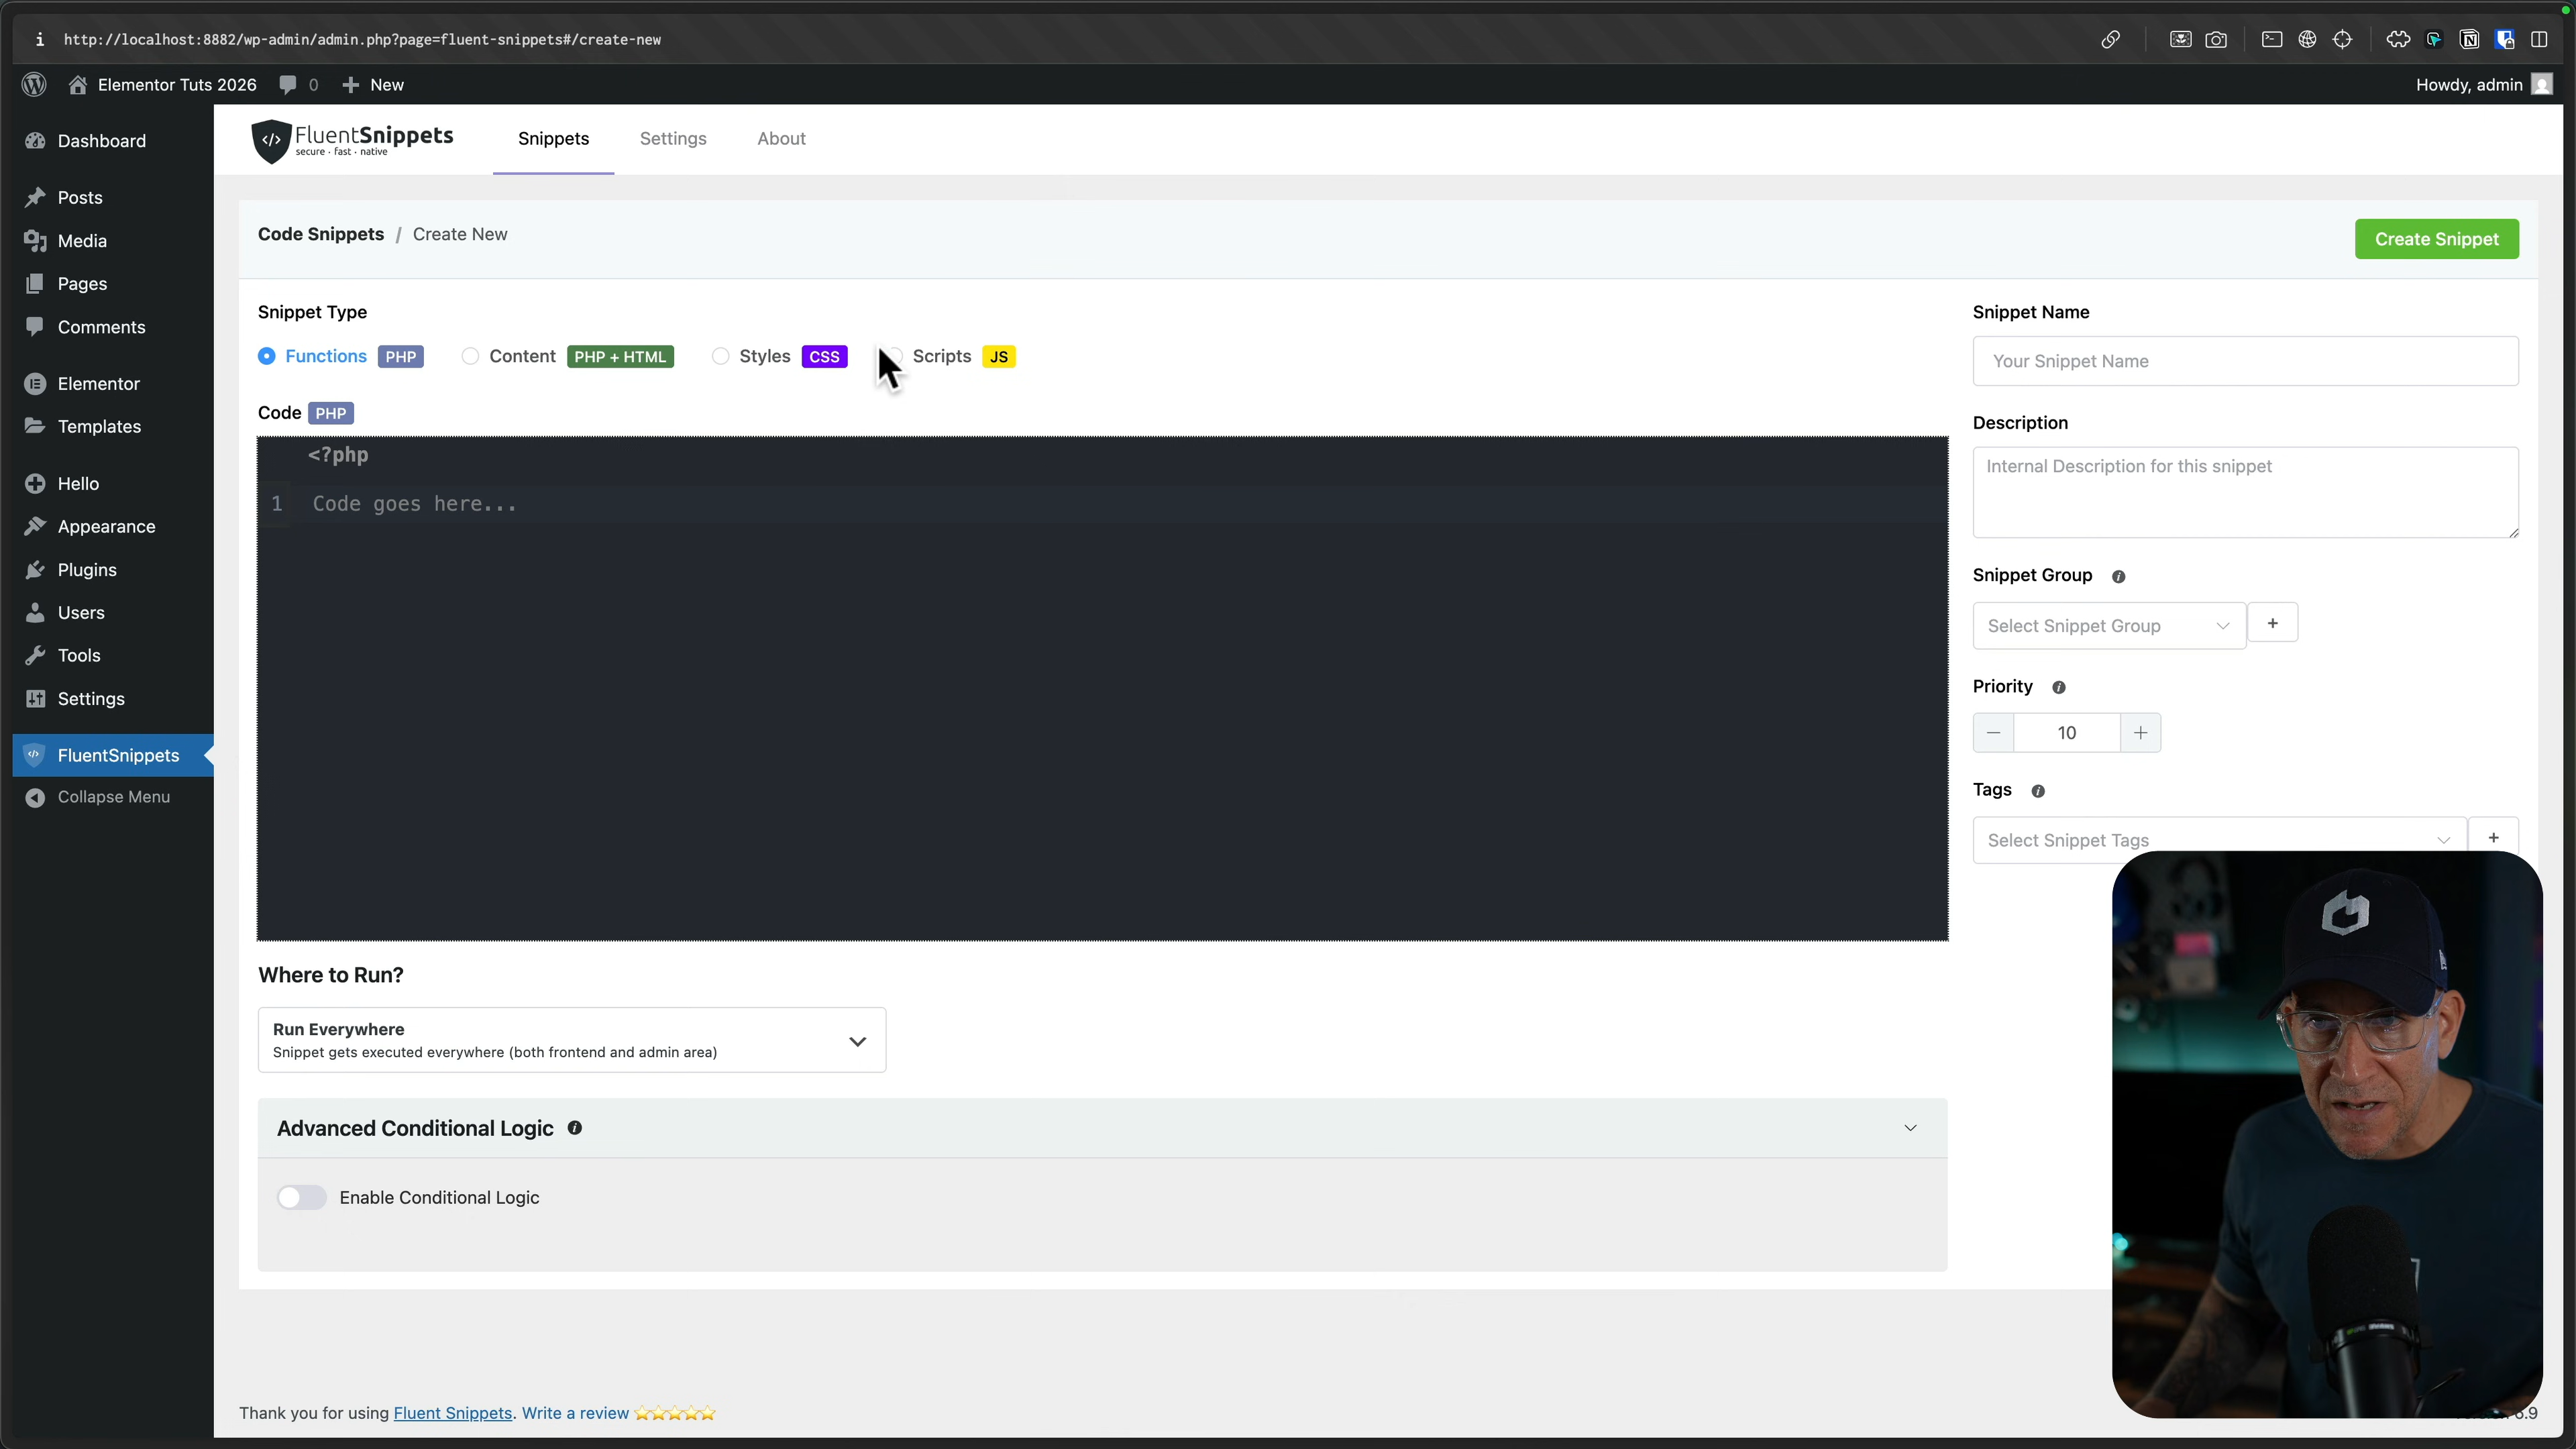 http://localhost:8882/wp-admin/admin.php?page=fluent-snippets#/create-new
Elementor Tuts 2026
0
New
Howdy, admin
Dashboard
Posts
Media
Pages
Comments
Elementor
Templates
Hello
Appearance
Plugins
Users
Tools
Settings
FluentSnippets
Collapse Menu
FluentSnippets
secure · fast · native
Snippets
Settings
About
Code Snippets / Create New
Create Snippet
Snippet Type
Functions PHP
Content PHP + HTML
Styles CSS
Scripts JS
Code PHP
<?php
1 Code goes here...
Where to Run?
Run Everywhere
Snippet gets executed everywhere (both frontend and admin area)
Advanced Conditional Logic
Enable Conditional Logic
Snippet Name
Your Snippet Name
Description
Internal Description for this snippet
Snippet Group
Select Snippet Group
+
Priority
10
Tags
Select Snippet Tags
+
Thank you for using Fluent Snippets. Write a review